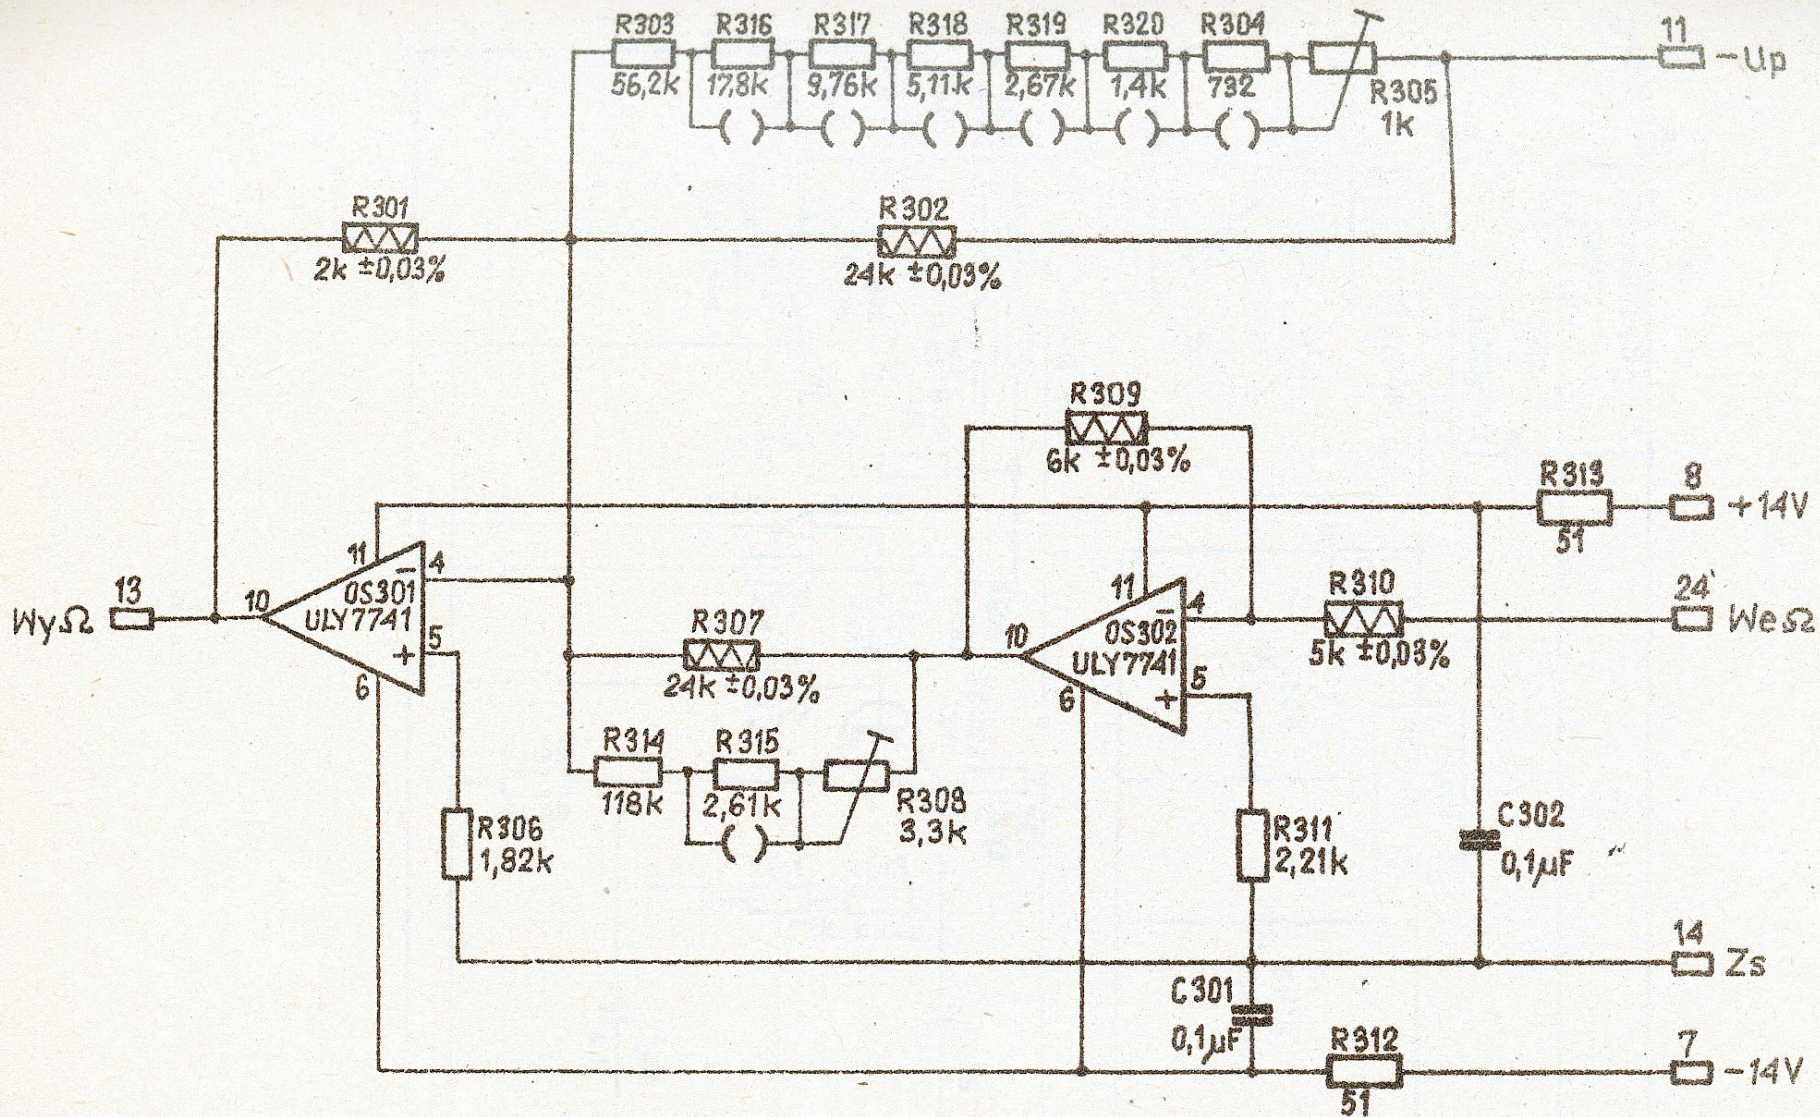 R303 R316 R317 R318 R319 R320 R304
56,2k 17,8k 9,76k 5,11k 2,67k 1,4k 732
R305
1k
11
-Up
R301
2k ±0,03%
R302
24k ±0,03%
R309
6k ±0,03%
R313
51
8
+14V
13
WyΩ
10
11
4
OS301
ULY7741
5
6
-
+
R307
24k ±0,03%
10
11
4
OS302
ULY7741
5
6
-
+
R310
5k ±0,03%
24
WeΩ
R314
118k
R315
2,61k
R308
3,3k
R306
1,82k
R311
2,21k
C302
0,1µF
14
Zs
C301
0,1µF
R312
51
7
-14V